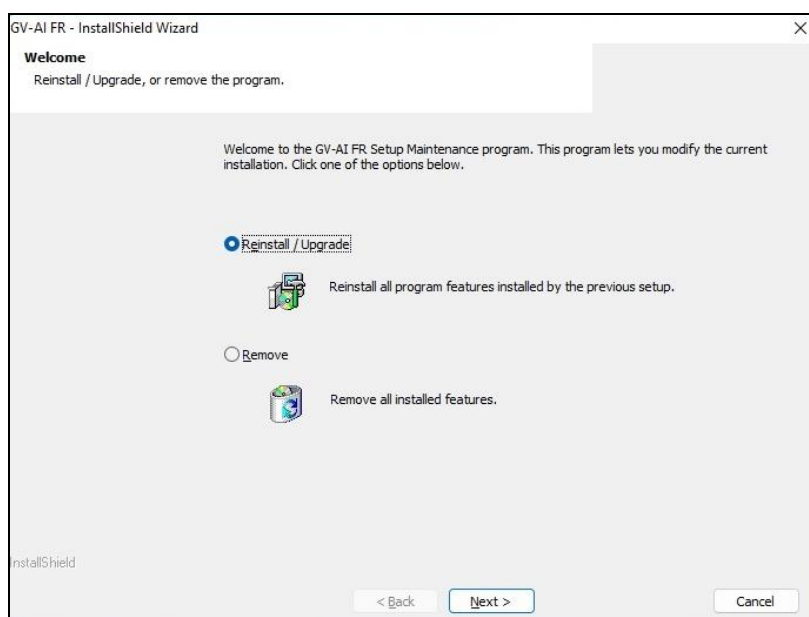 GV-AI FR - InstallShield Wizard
Welcome
Reinstall / Upgrade, or remove the program.
Welcome to the GV-AI FR Setup Maintenance program. This program lets you modify the current
installation. Click one of the options below.
Reinstall / Upgrade
Reinstall all program features installed by the previous setup.
Remove
Remove all installed features.
InstallShield
< Back Next > Cancel